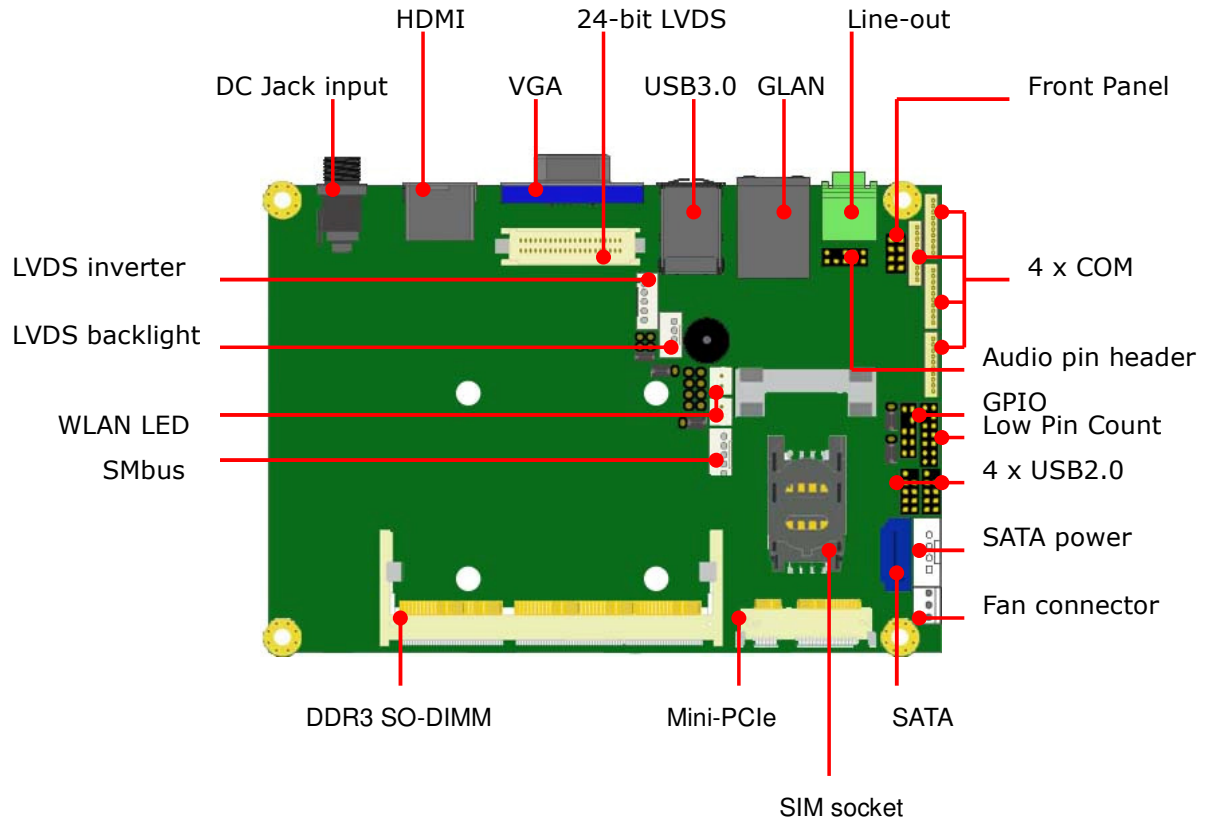 HDMI
24-bit LVDS
Line-out
DC Jack input
VGA
USB3.0
GLAN
Front Panel
LVDS inverter
4 x COM
LVDS backlight
Audio pin header
GPIO
WLAN LED
Low Pin Count
SMbus
4 x USB2.0
SATA power
Fan connector
DDR3 SO-DIMM
Mini-PCIe
SATA
SIM socket